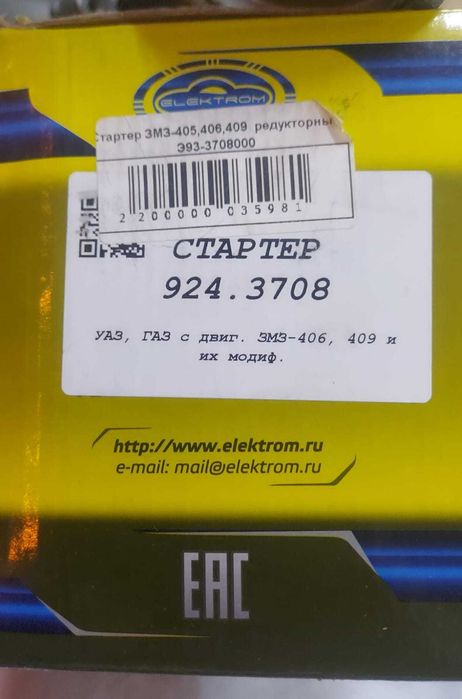 ELEKTROM
Стартер ЗМЗ-405,406,409 редукторны
Э93-3708000
2 200000 035981
СТАРТЕР
924.3708
УАЗ, ГАЗ с двиг. ЗМЗ-406, 409 и
их модиф.
http://www.elektrom.ru
e-mail: mail@elektrom.ru
EAC